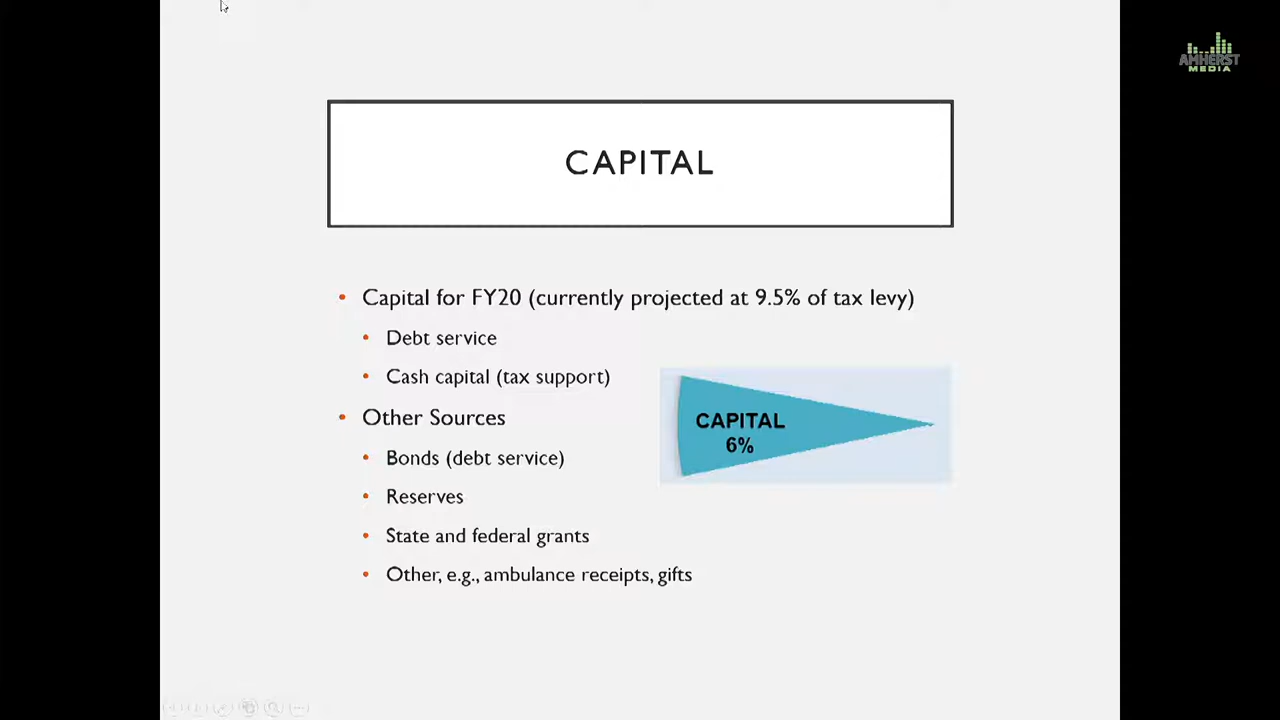 AMHERST
MEDIA
CAPITAL
Capital for FY20 (currently projected at 9.5% of tax levy)
Debt service
Cash capital (tax support)
Other Sources
Bonds (debt service)
Reserves
State and federal grants
Other, e.g., ambulance receipts, gifts
CAPITAL
6%